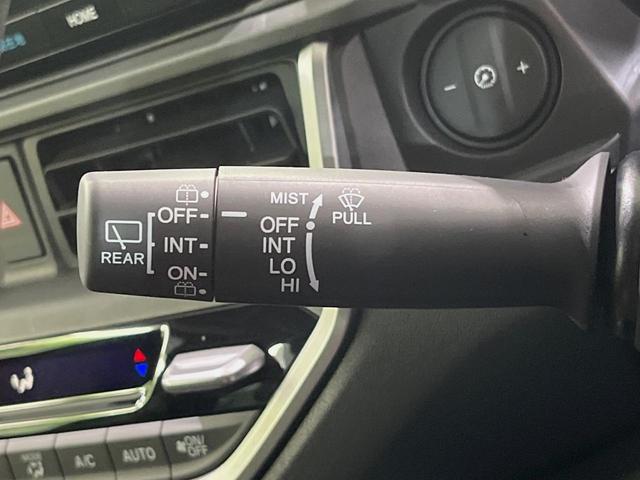 HOME
− +
MIST
OFF OFF PULL
INT INT
REAR LO
ON HI
MODE A/C AUTO ON/OFF